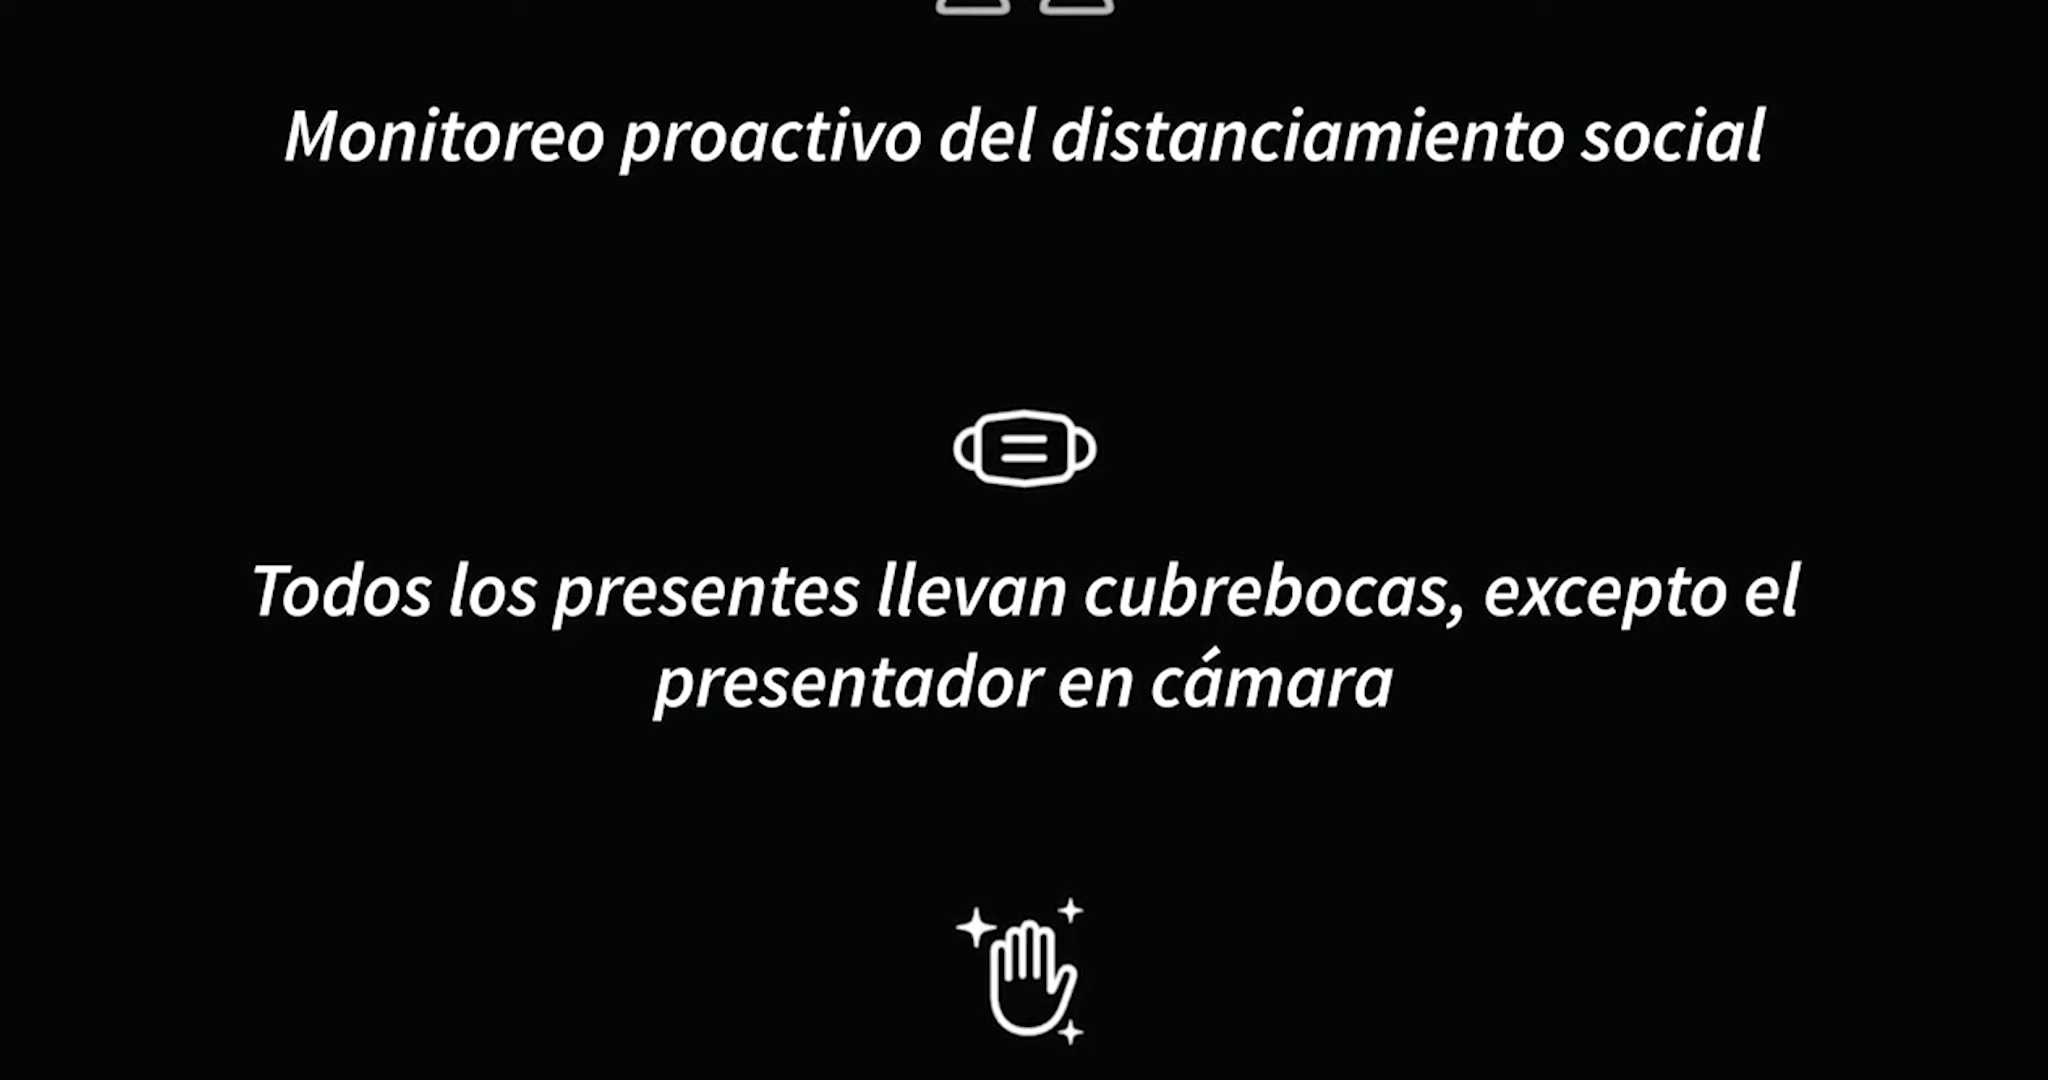 Monitoreo proactivo del distanciamiento social
Todos los presentes llevan cubrebocas, excepto el
presentador en cámara